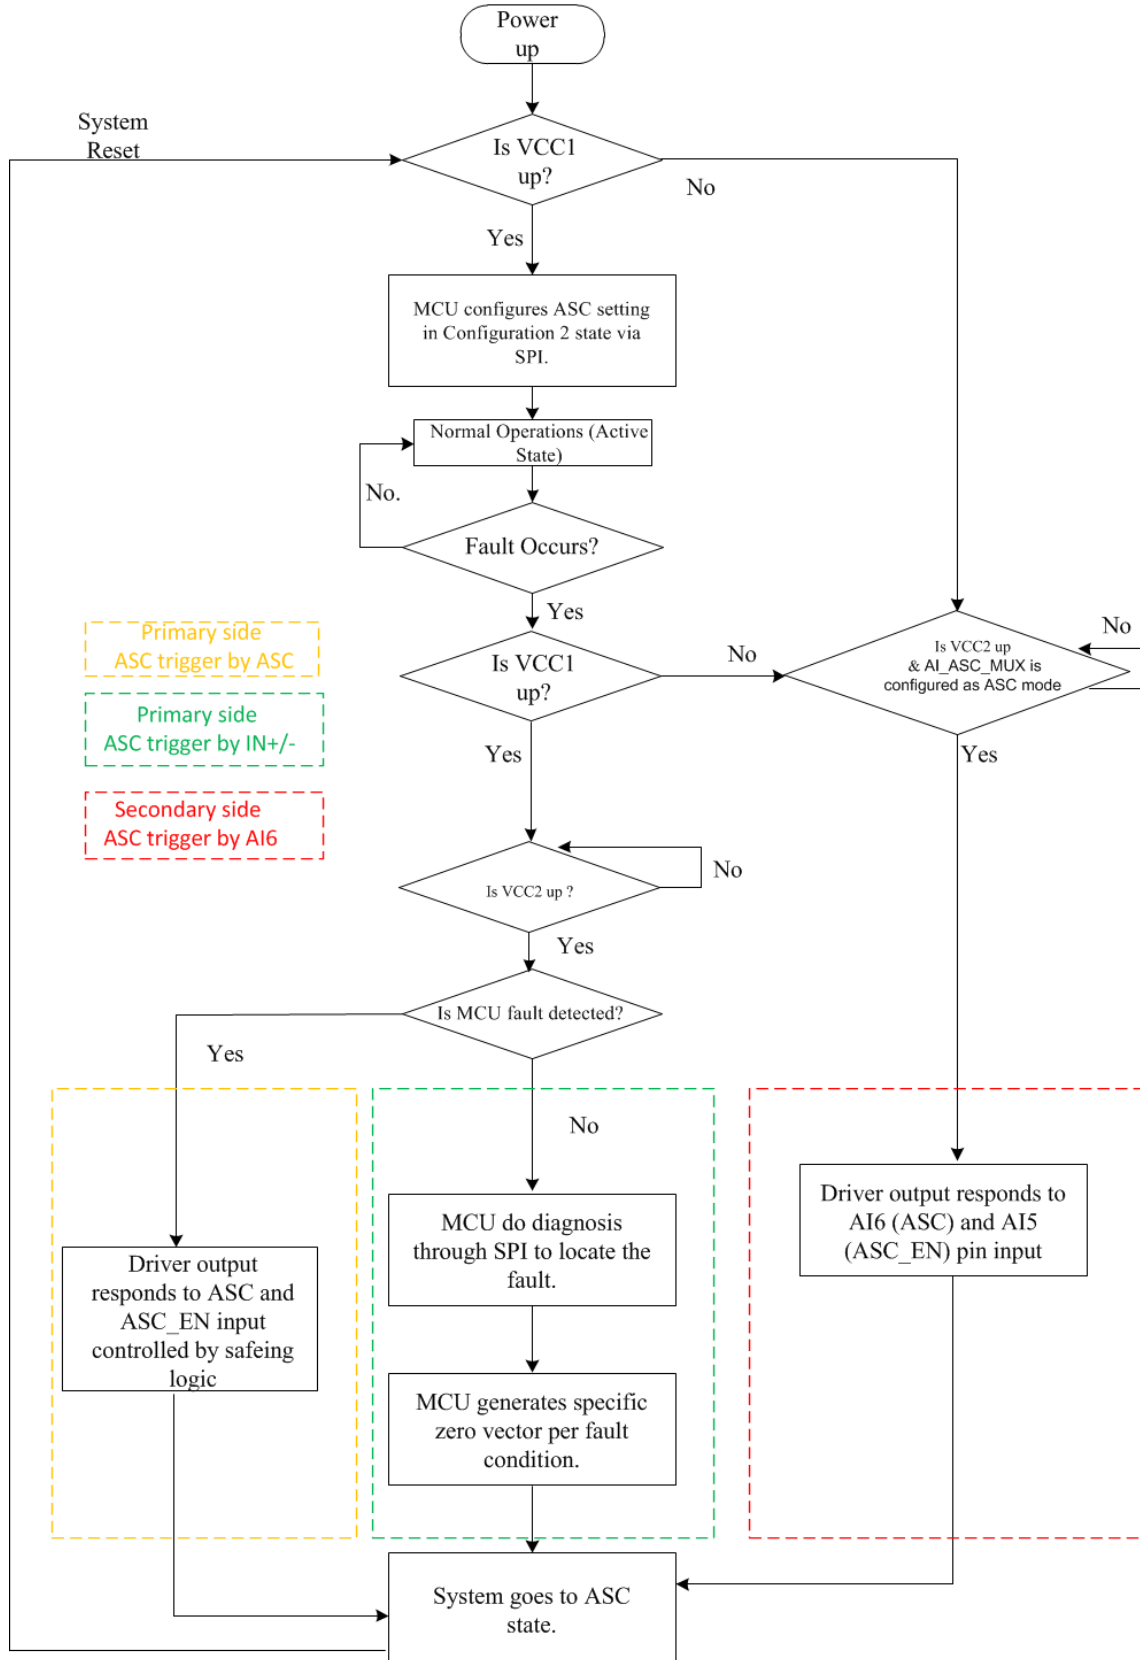 Power
up
System
Reset
Is VCC1
up?
No
Yes
MCU configures ASC setting
in Configuration 2 state via
SPI.
Normal Operations (Active
State)
No.
Fault Occurs?
Yes
Primary side
ASC trigger by ASC
Is VCC1
up?
No
Is VCC2 up
& AI_ASC_MUX is
configured as ASC mode
No
Primary side
ASC trigger by IN+/-
Yes
Yes
Secondary side
ASC trigger by AI6
Is VCC2 up ?
No
Yes
Is MCU fault detected?
Yes
No
Driver output
responds to ASC and
ASC_EN input
controlled by safeing
logic
MCU do diagnosis
through SPI to locate the
fault.
Driver output responds to
AI6 (ASC) and AI5
(ASC_EN) pin input
MCU generates specific
zero vector per fault
condition.
System goes to ASC
state.